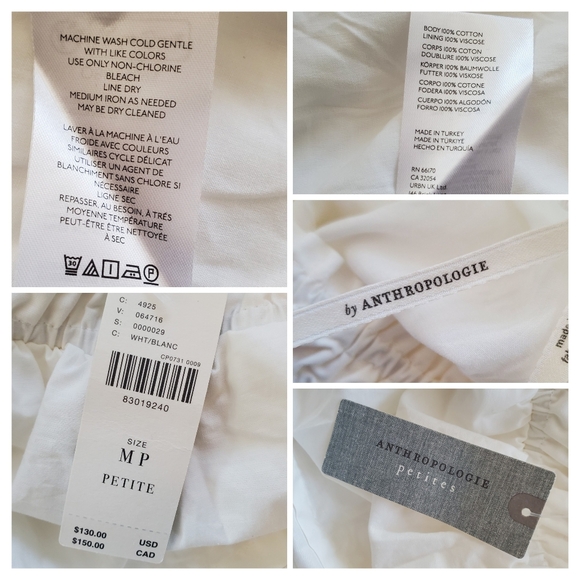 MACHINE WASH COLD GENTLE
WITH LIKE COLORS
USE ONLY NON-CHLORINE
BLEACH
LINE DRY
MEDIUM IRON AS NEEDED
MAY BE DRY CLEANED
LAVER À LA MACHINE À L'EAU
FROIDE AVEC COULEURS
SIMILAIRES CYCLE DÉLICAT
UTILISER UN AGENT DE
BLANCHIMENT SANS CHLORE SI
NÉCESSAIRE
LIGNE SEC
REPASSER, AU BESOIN, À TRÈS
MOYENNE TEMPÉRATURE
PEUT-ÊTRE ÊTRE NETTOYÉE
À SEC
30
P
BODY 100% COTTON
LINING 100% VISCOSE
CORPS 100% COTON
DOUBLURE 100% VISCOSE
KÖRPER 100% BAUMWOLLE
FUTTER 100% VISKOSE
CORPO 100% COTONE
FODERA 100% VISCOSA
CUERPO 100% ALGODÓN
FORRO 100% VISCOSA
MADE IN TURKEY
MADE IN TÜRKIYE
HECHO EN TURQUÍA
RN 66170
CA 32054
URBN UK Ltd
by ANTHROPOLOGIE
C: 4925
V: 064716
S: 0000029
C: WHT/BLANC
CP0731 0009
83019240
SIZE
MP
PETITE
$130.00 USD
$150.00 CAD
ANTHROPOLOGIE
petites